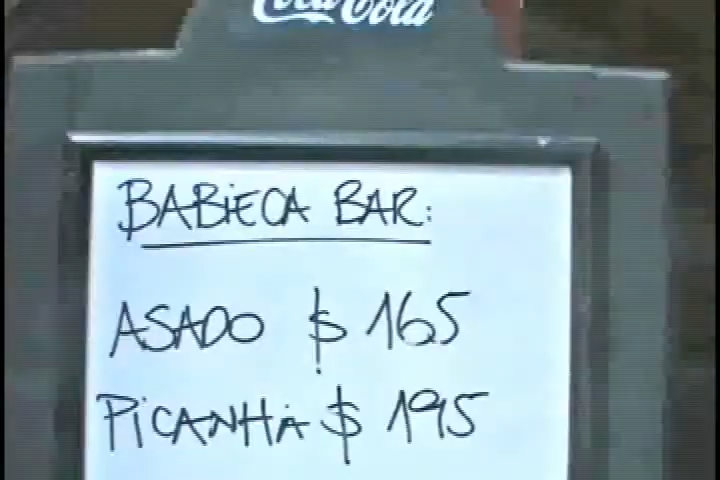 Coca-Cola
BABiECA BAR:
ASADO $ 165
PiCANHA $ 195